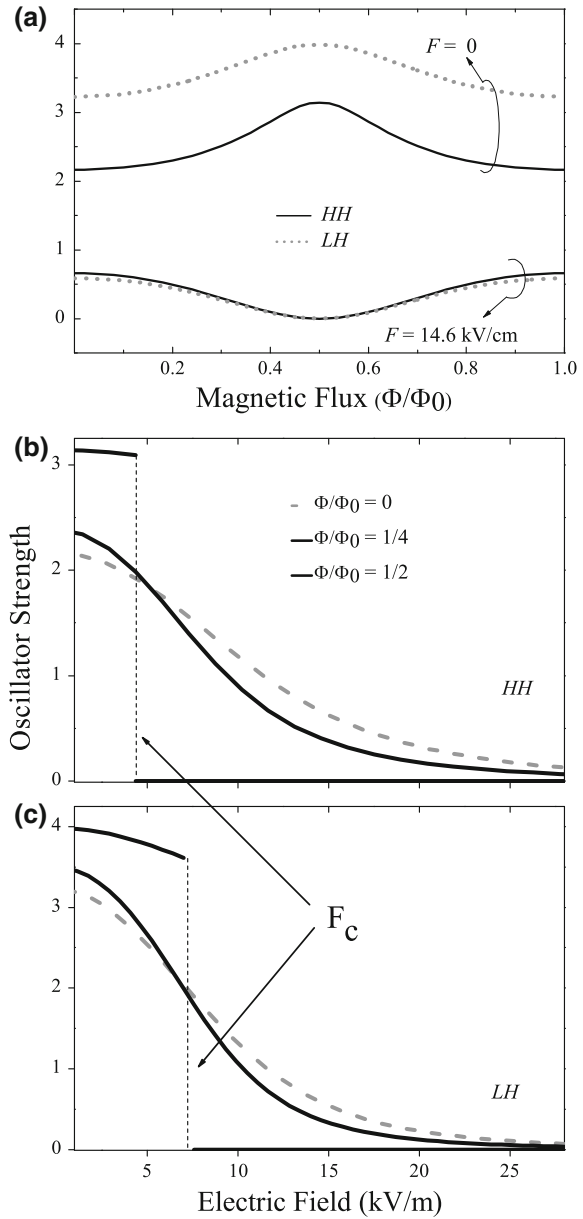 (a)
4
3
2
1
0
F = 0
HH
LH
F = 14.6 kV/cm
0.2 0.4 0.6 0.8 1.0
Magnetic Flux (Φ/Φ0)
(b)
3
2
1
0
Φ/Φ0 = 0
Φ/Φ0 = 1/4
Φ/Φ0 = 1/2
HH
Oscillator Strength
(c)
4
3
2
1
0
Fc
LH
5 10 15 20 25
Electric Field (kV/m)